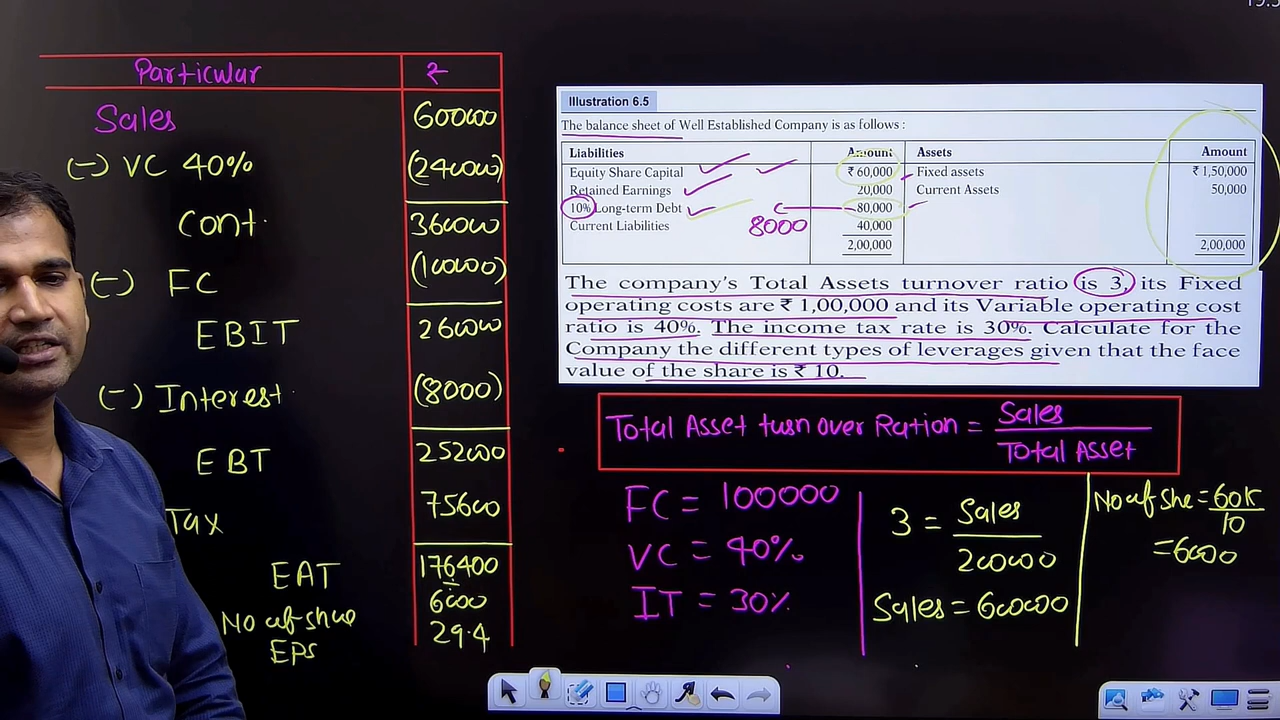 Particular ₹
Sales 600000
(-) VC 40% (240000)
Cont. 360000
(-) FC (100000)
EBIT 260000
(-) Interest (8000)
EBT 252000
Tax 75600
EAT 176400
No of share 6000
EPS 29.4
Illustration 6.5
The balance sheet of Well Established Company is as follows :
Liabilities Amount Assets Amount
Equity Share Capital ₹ 60,000 Fixed assets ₹ 1,50,000
Retained Earnings 20,000 Current Assets 50,000
10% Long-term Debt 80,000
8000
Current Liabilities 40,000
2,00,000 2,00,000
The company's Total Assets turnover ratio is 3, its Fixed
operating costs are ₹ 1,00,000 and its Variable operating cost
ratio is 40%. The income tax rate is 30%. Calculate for the
Company the different types of leverages given that the face
value of the share is ₹ 10.
Total Asset turn over Ration = Sales
Total Asset
FC = 100000
VC = 40%
IT = 30%
3 = Sales
200000
Sales = 600000
No of She = 60k
10
= 6000